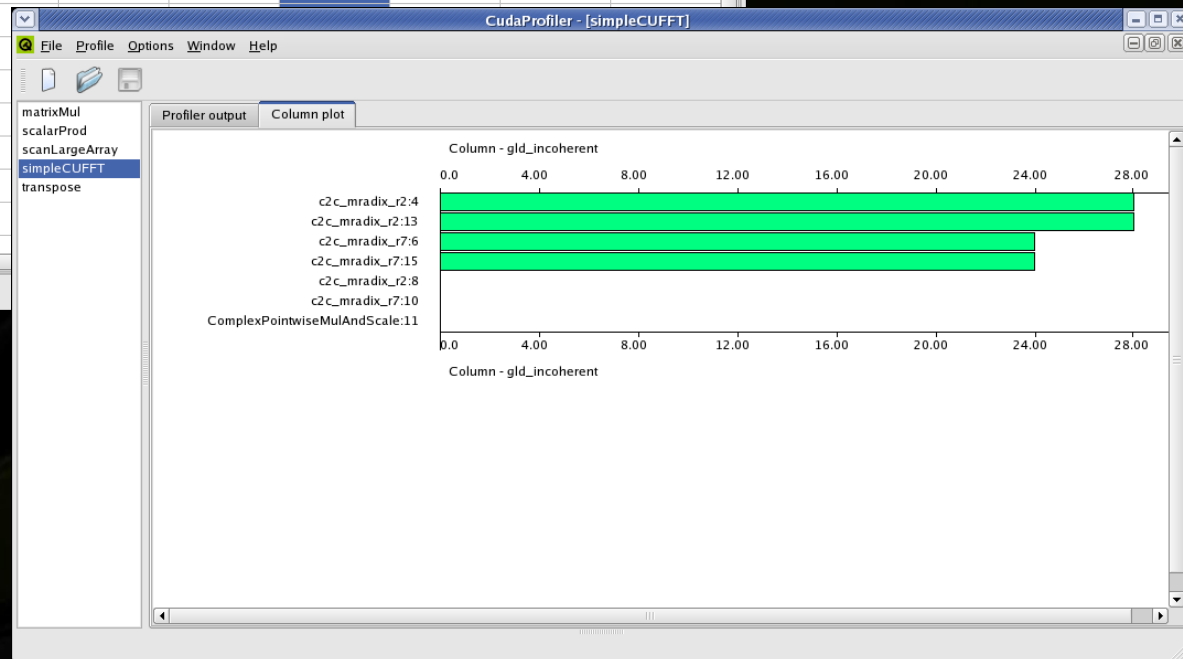 CudaProfiler - [simpleCUFFT]
File Profile Options Window Help
matrixMul
scalarProd
scanLargeArray
simpleCUFFT
transpose
Profiler output Column plot
Column - gld_incoherent
0.0 4.00 8.00 12.00 16.00 20.00 24.00 28.00
c2c_mradix_r2:4
c2c_mradix_r2:13
c2c_mradix_r7:6
c2c_mradix_r7:15
c2c_mradix_r2:8
c2c_mradix_r7:10
ComplexPointwiseMulAndScale:11
0.0 4.00 8.00 12.00 16.00 20.00 24.00 28.00
Column - gld_incoherent